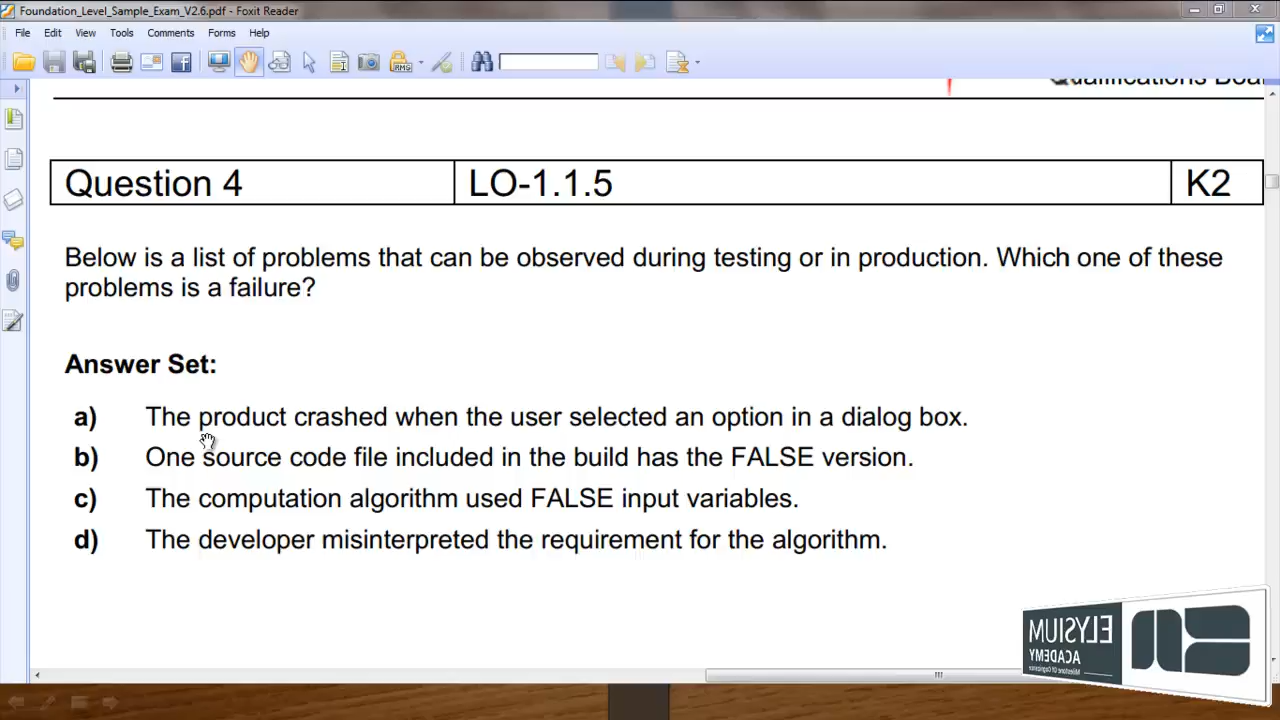 Foundation_Level_Sample_Exam_V2.6.pdf - Foxit Reader
File Edit View Tools Comments Forms Help
RMS
Qualifications Boa
Question 4 LO-1.1.5 K2
Below is a list of problems that can be observed during testing or in production. Which one of these
problems is a failure?
Answer Set:
a) The product crashed when the user selected an option in a dialog box.
b) One source code file included in the build has the FALSE version.
c) The computation algorithm used FALSE input variables.
d) The developer misinterpreted the requirement for the algorithm.
ELYSIUM
ACADEMY